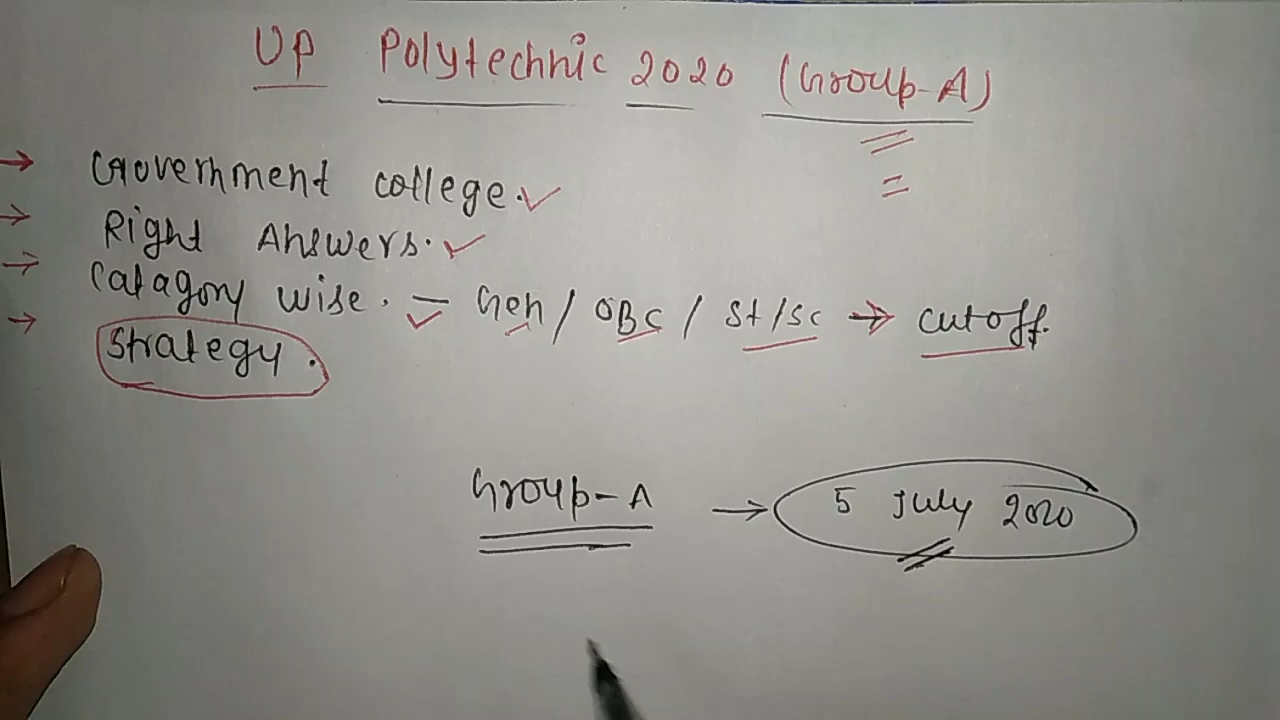 UP Polytechnic 2020 (Group-A)
→ Government college.
→ Right Answers.
→ Catagory wise. – Gen / OBC / St/Sc → cutoff.
→ Strategy.
Group-A → 5 July 2020